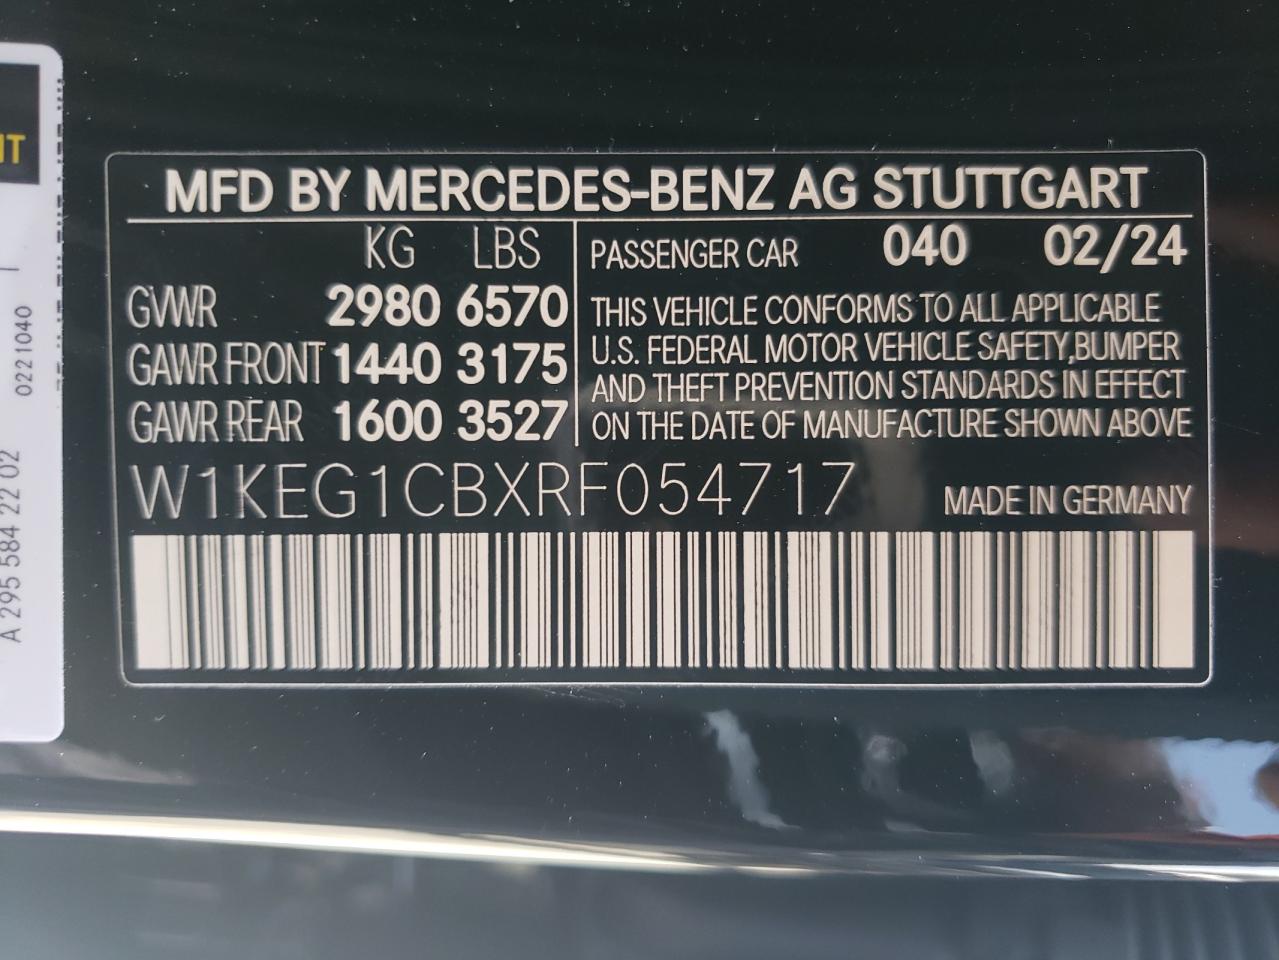 MFD BY MERCEDES-BENZ AG STUTTGART
KG LBS
GVWR 2980 6570
GAWR FRONT 1440 3175
GAWR REAR 1600 3527
PASSENGER CAR 040 02/24
THIS VEHICLE CONFORMS TO ALL APPLICABLE
U.S. FEDERAL MOTOR VEHICLE SAFETY,BUMPER
AND THEFT PREVENTION STANDARDS IN EFFECT
ON THE DATE OF MANUFACTURE SHOWN ABOVE
W1KEG1CBXRF054717
MADE IN GERMANY
A 295 584 22 02
0221040